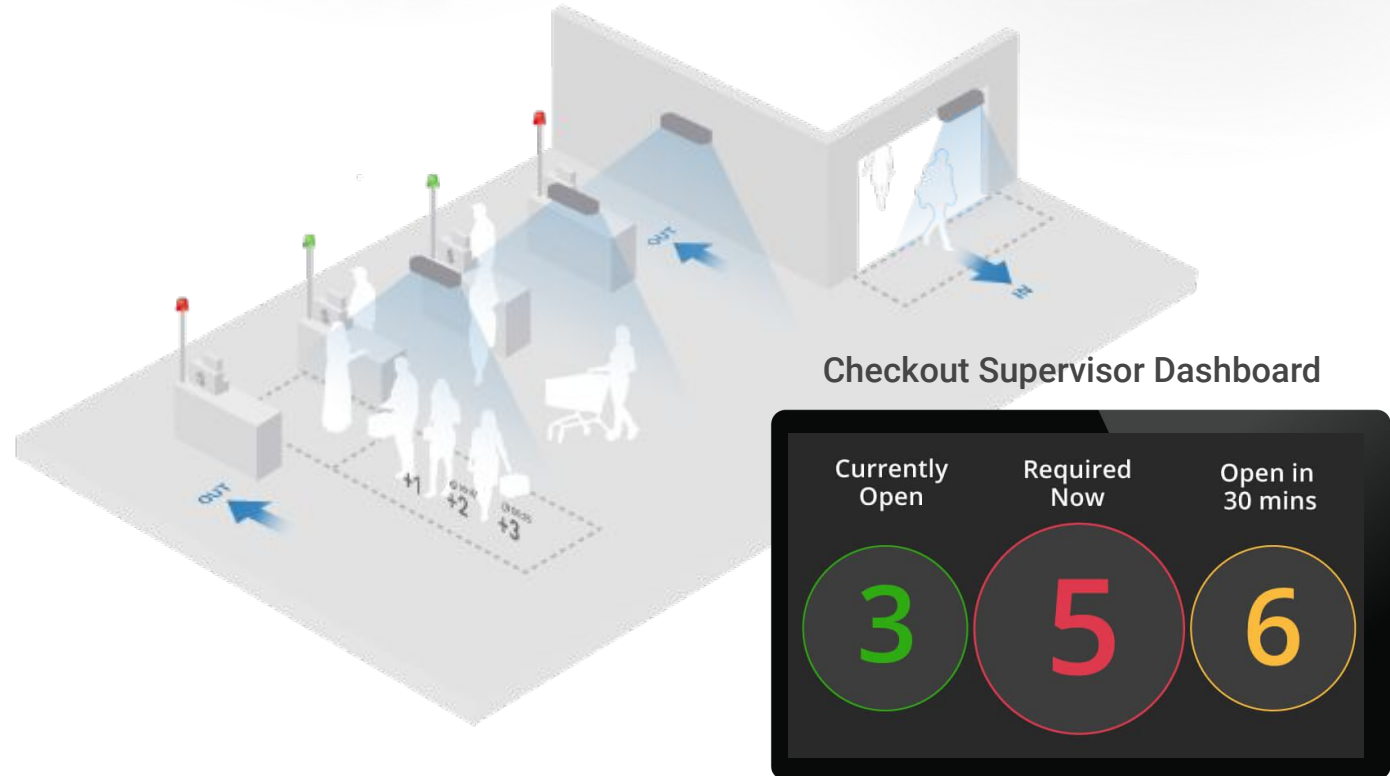 OUT
IN
Checkout Supervisor Dashboard
Currently
Open
Required
Now
Open in
30 mins
3
5
6
+1
+2
+3
OUT